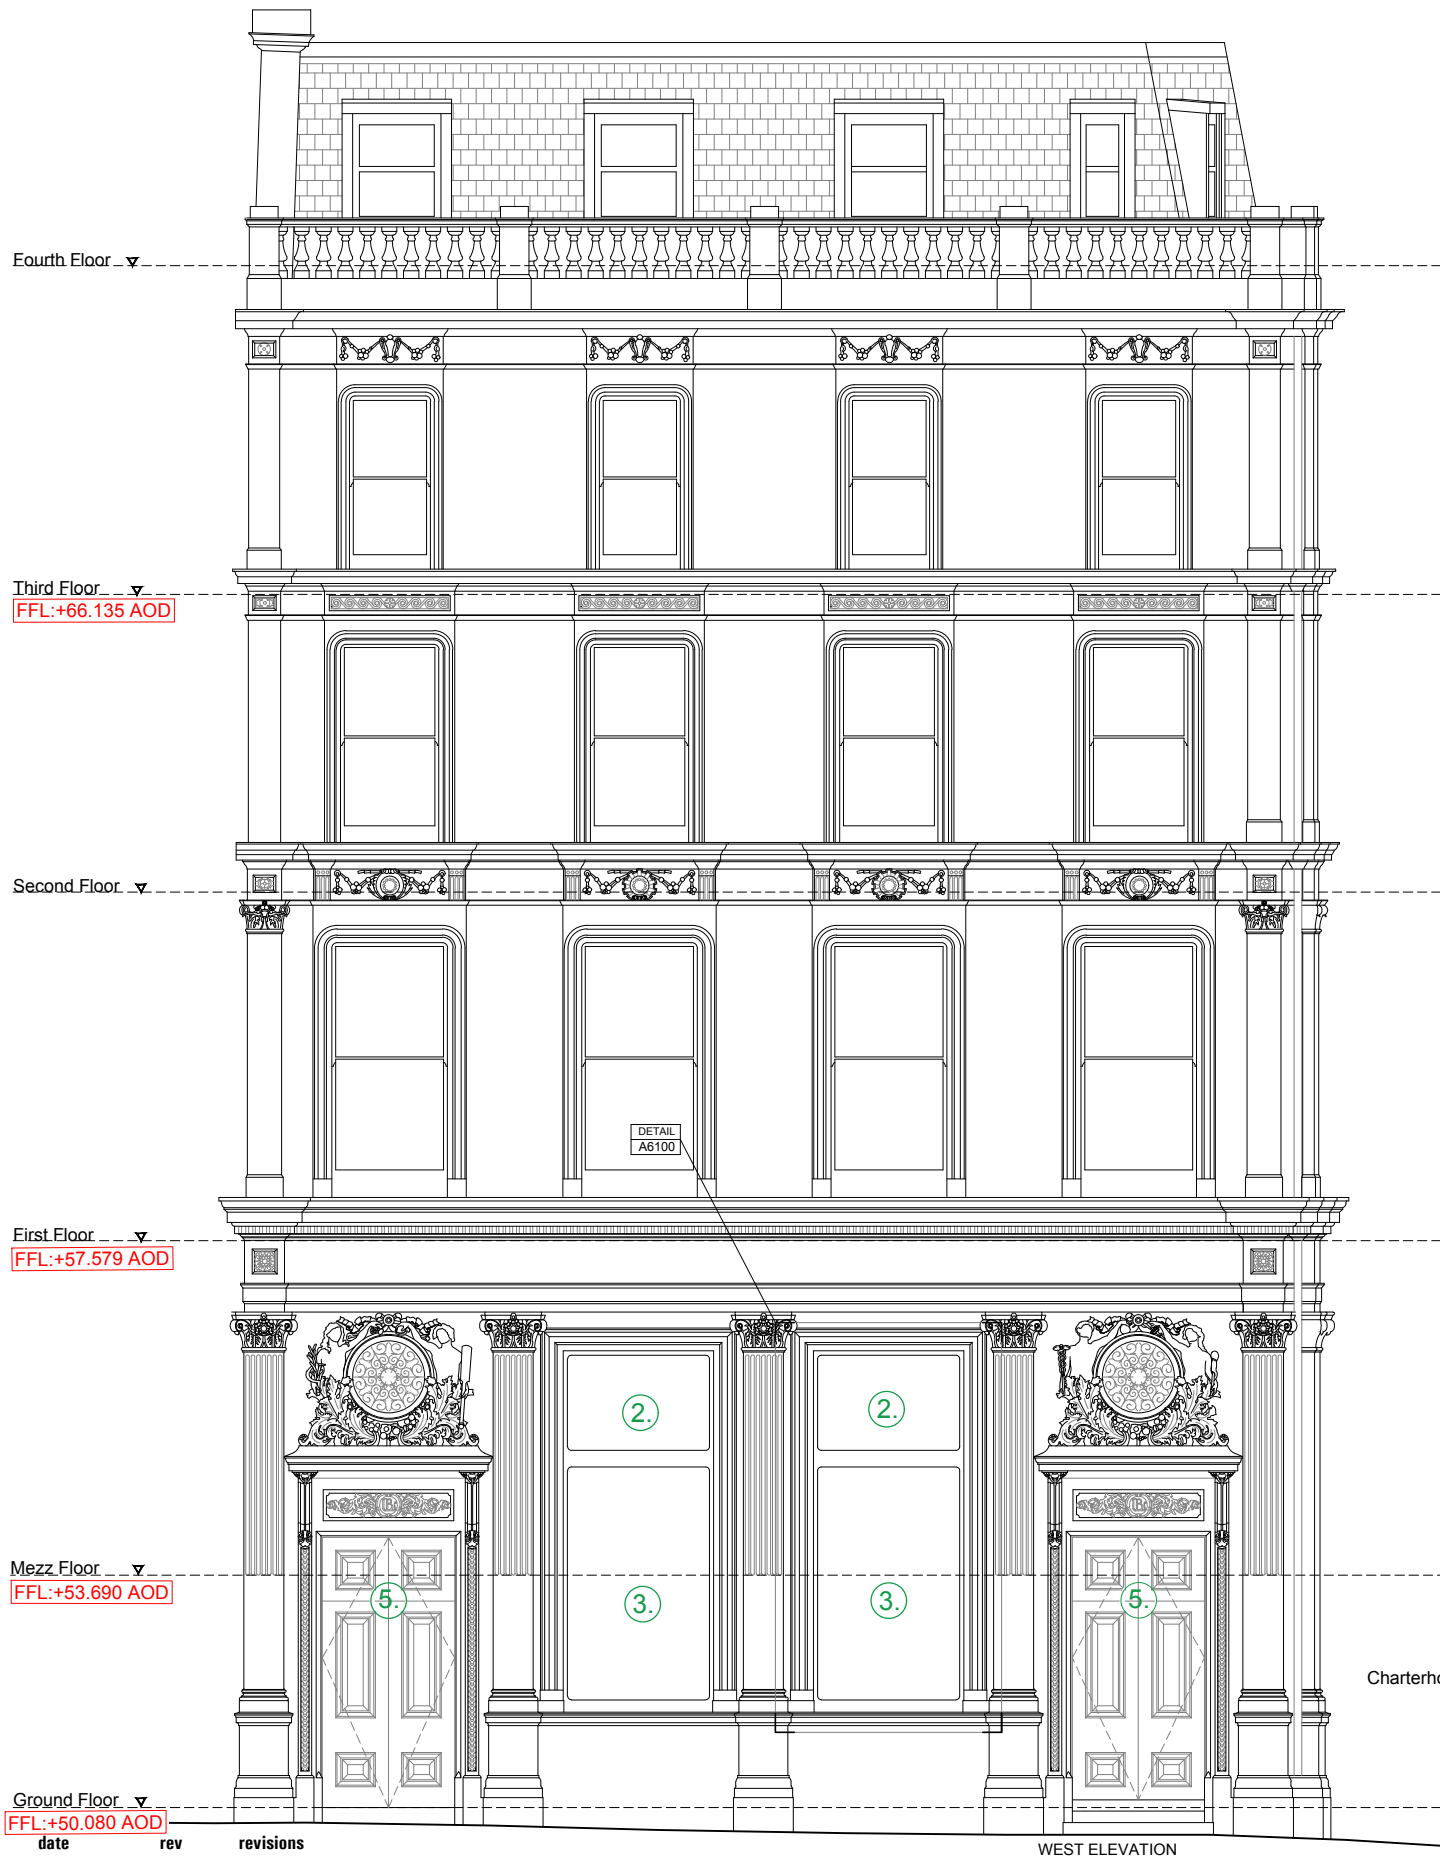 Fourth Floor
Third Floor
FFL:+66.135 AOD
Second Floor
DETAIL
A6100
First Floor
FFL:+57.579 AOD
2.
2.
Mezz Floor
FFL:+53.690 AOD
5.
3.
3.
5.
Charterho
Ground Floor
FFL:+50.080 AOD
date rev revisions
WEST ELEVATION